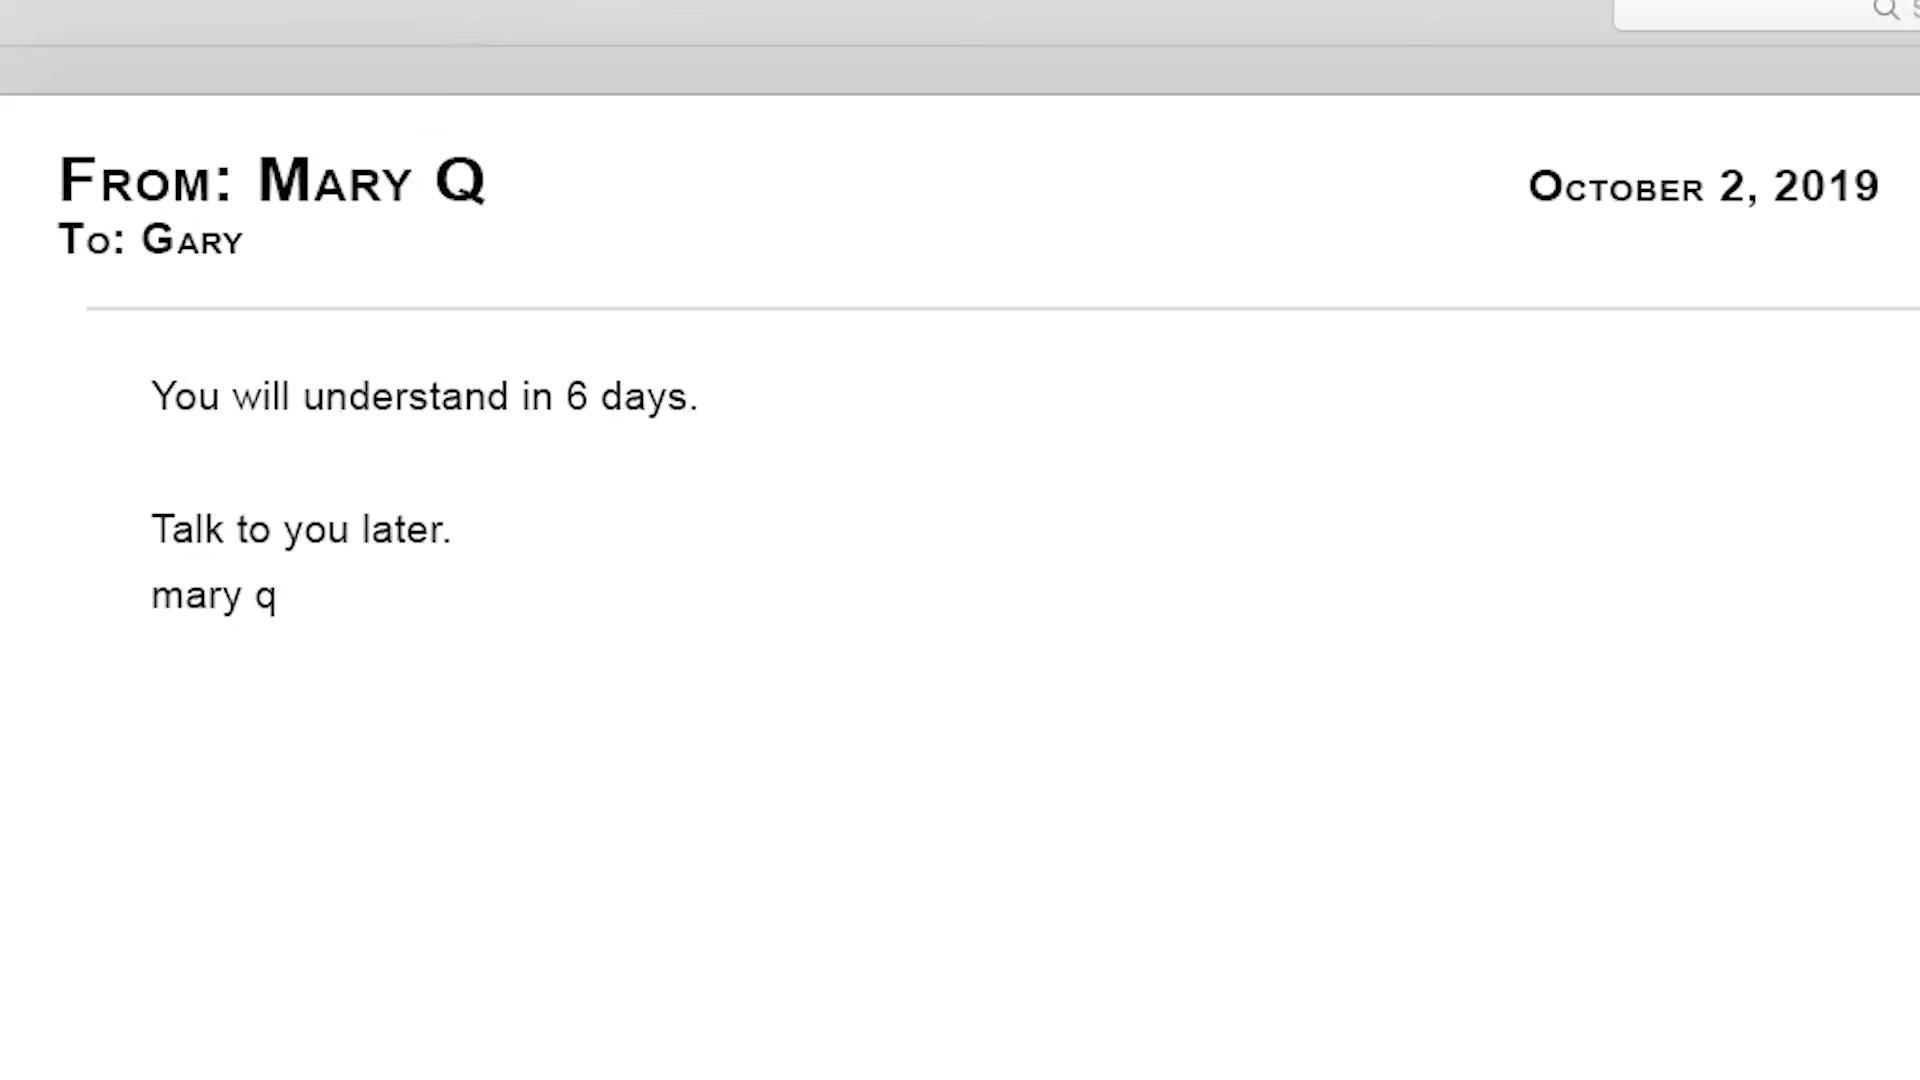 From: Mary Q
October 2, 2019
To: Gary
You will understand in 6 days.
Talk to you later.
mary q